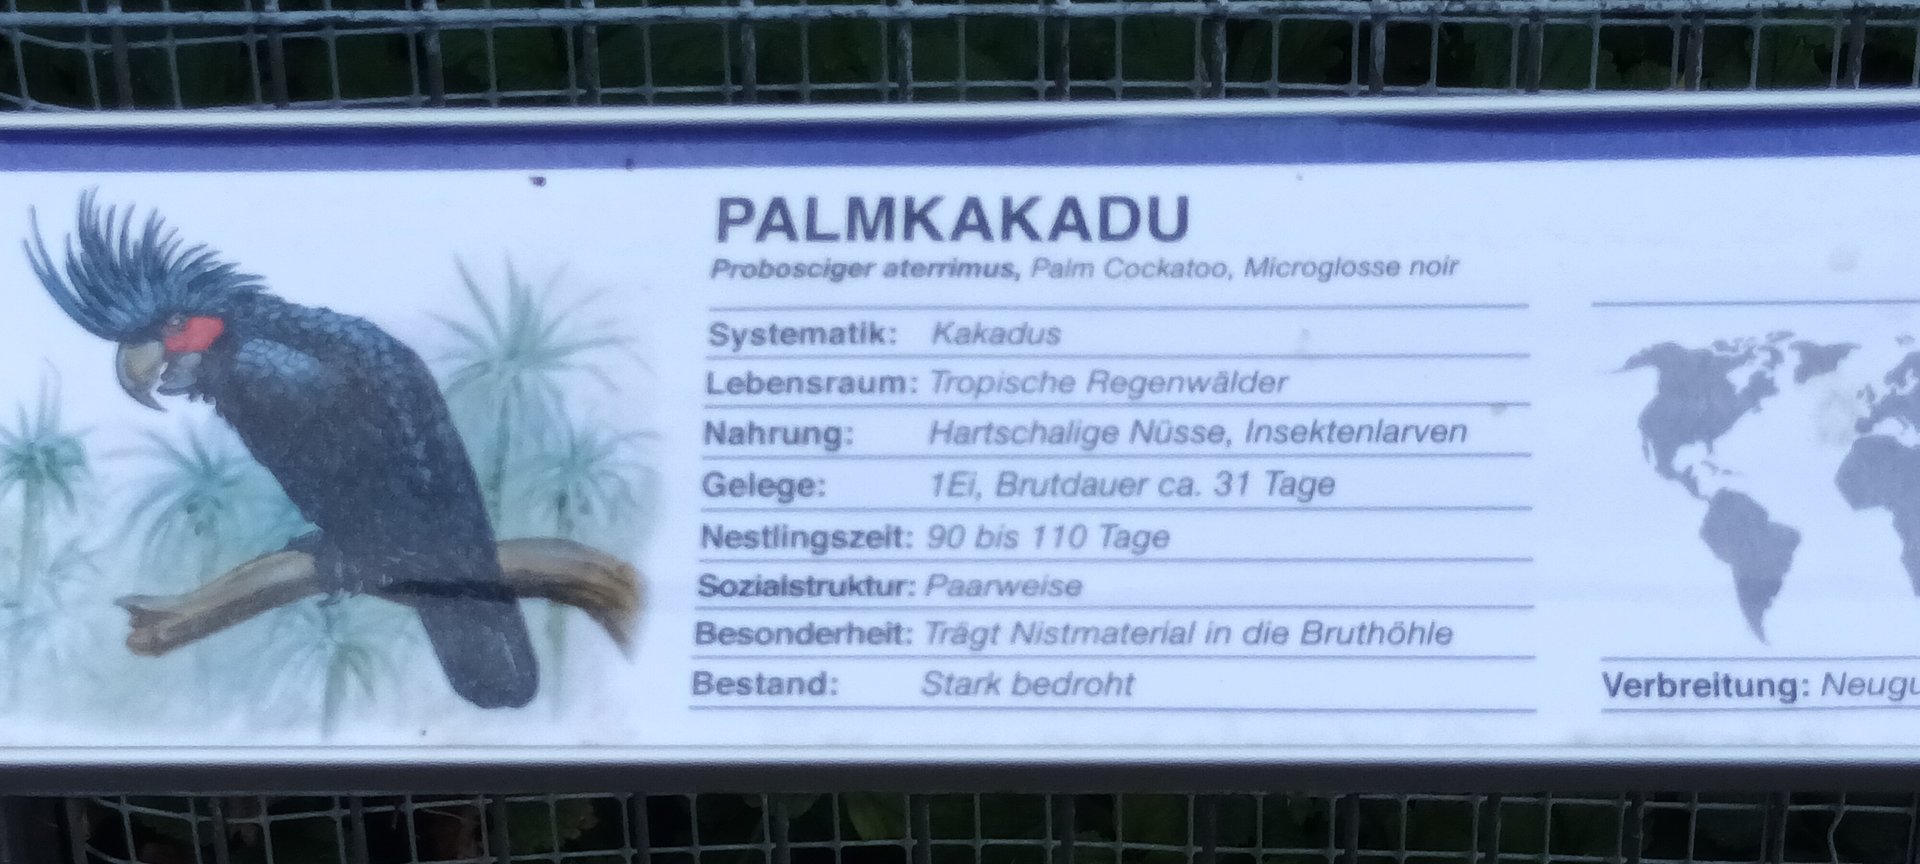 PALMKAKADU
Probosciger aterrimus, Palm Cockatoo, Microglosse noir
Systematik: Kakadus
Lebensraum: Tropische Regenwälder
Nahrung: Hartschalige Nüsse, Insektenlarven
Gelege: 1Ei, Brutdauer ca. 31 Tage
Nestlingszeit: 90 bis 110 Tage
Sozialstruktur: Paarweise
Besonderheit: Trägt Nistmaterial in die Bruthöhle
Bestand: Stark bedroht
Verbreitung: